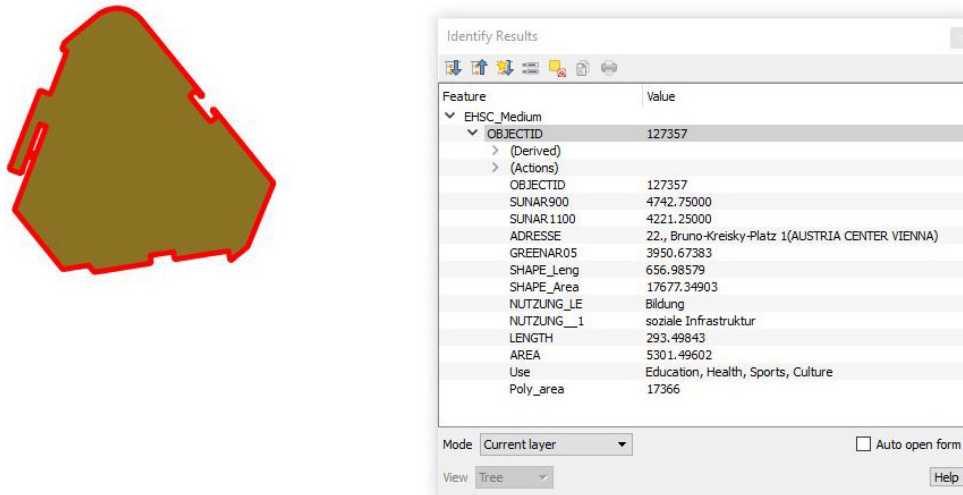 Identify Results
Feature Value
EHSC_Medium
OBJECTID 127357
(Derived)
(Actions)
OBJECTID 127357
SUNAR900 4742.75000
SUNAR1100 4221.25000
ADRESSE 22., Bruno-Kreisky-Platz 1(AUSTRIA CENTER VIENNA)
GREENAR05 3950.67383
SHAPE_Leng 656.98579
SHAPE_Area 17677.34903
NUTZUNG_LE Bildung
NUTZUNG__1 soziale Infrastruktur
LENGTH 293.49843
AREA 5301.49602
Use Education, Health, Sports, Culture
Poly_area 17366
Mode Current layer Auto open form
View Tree Help